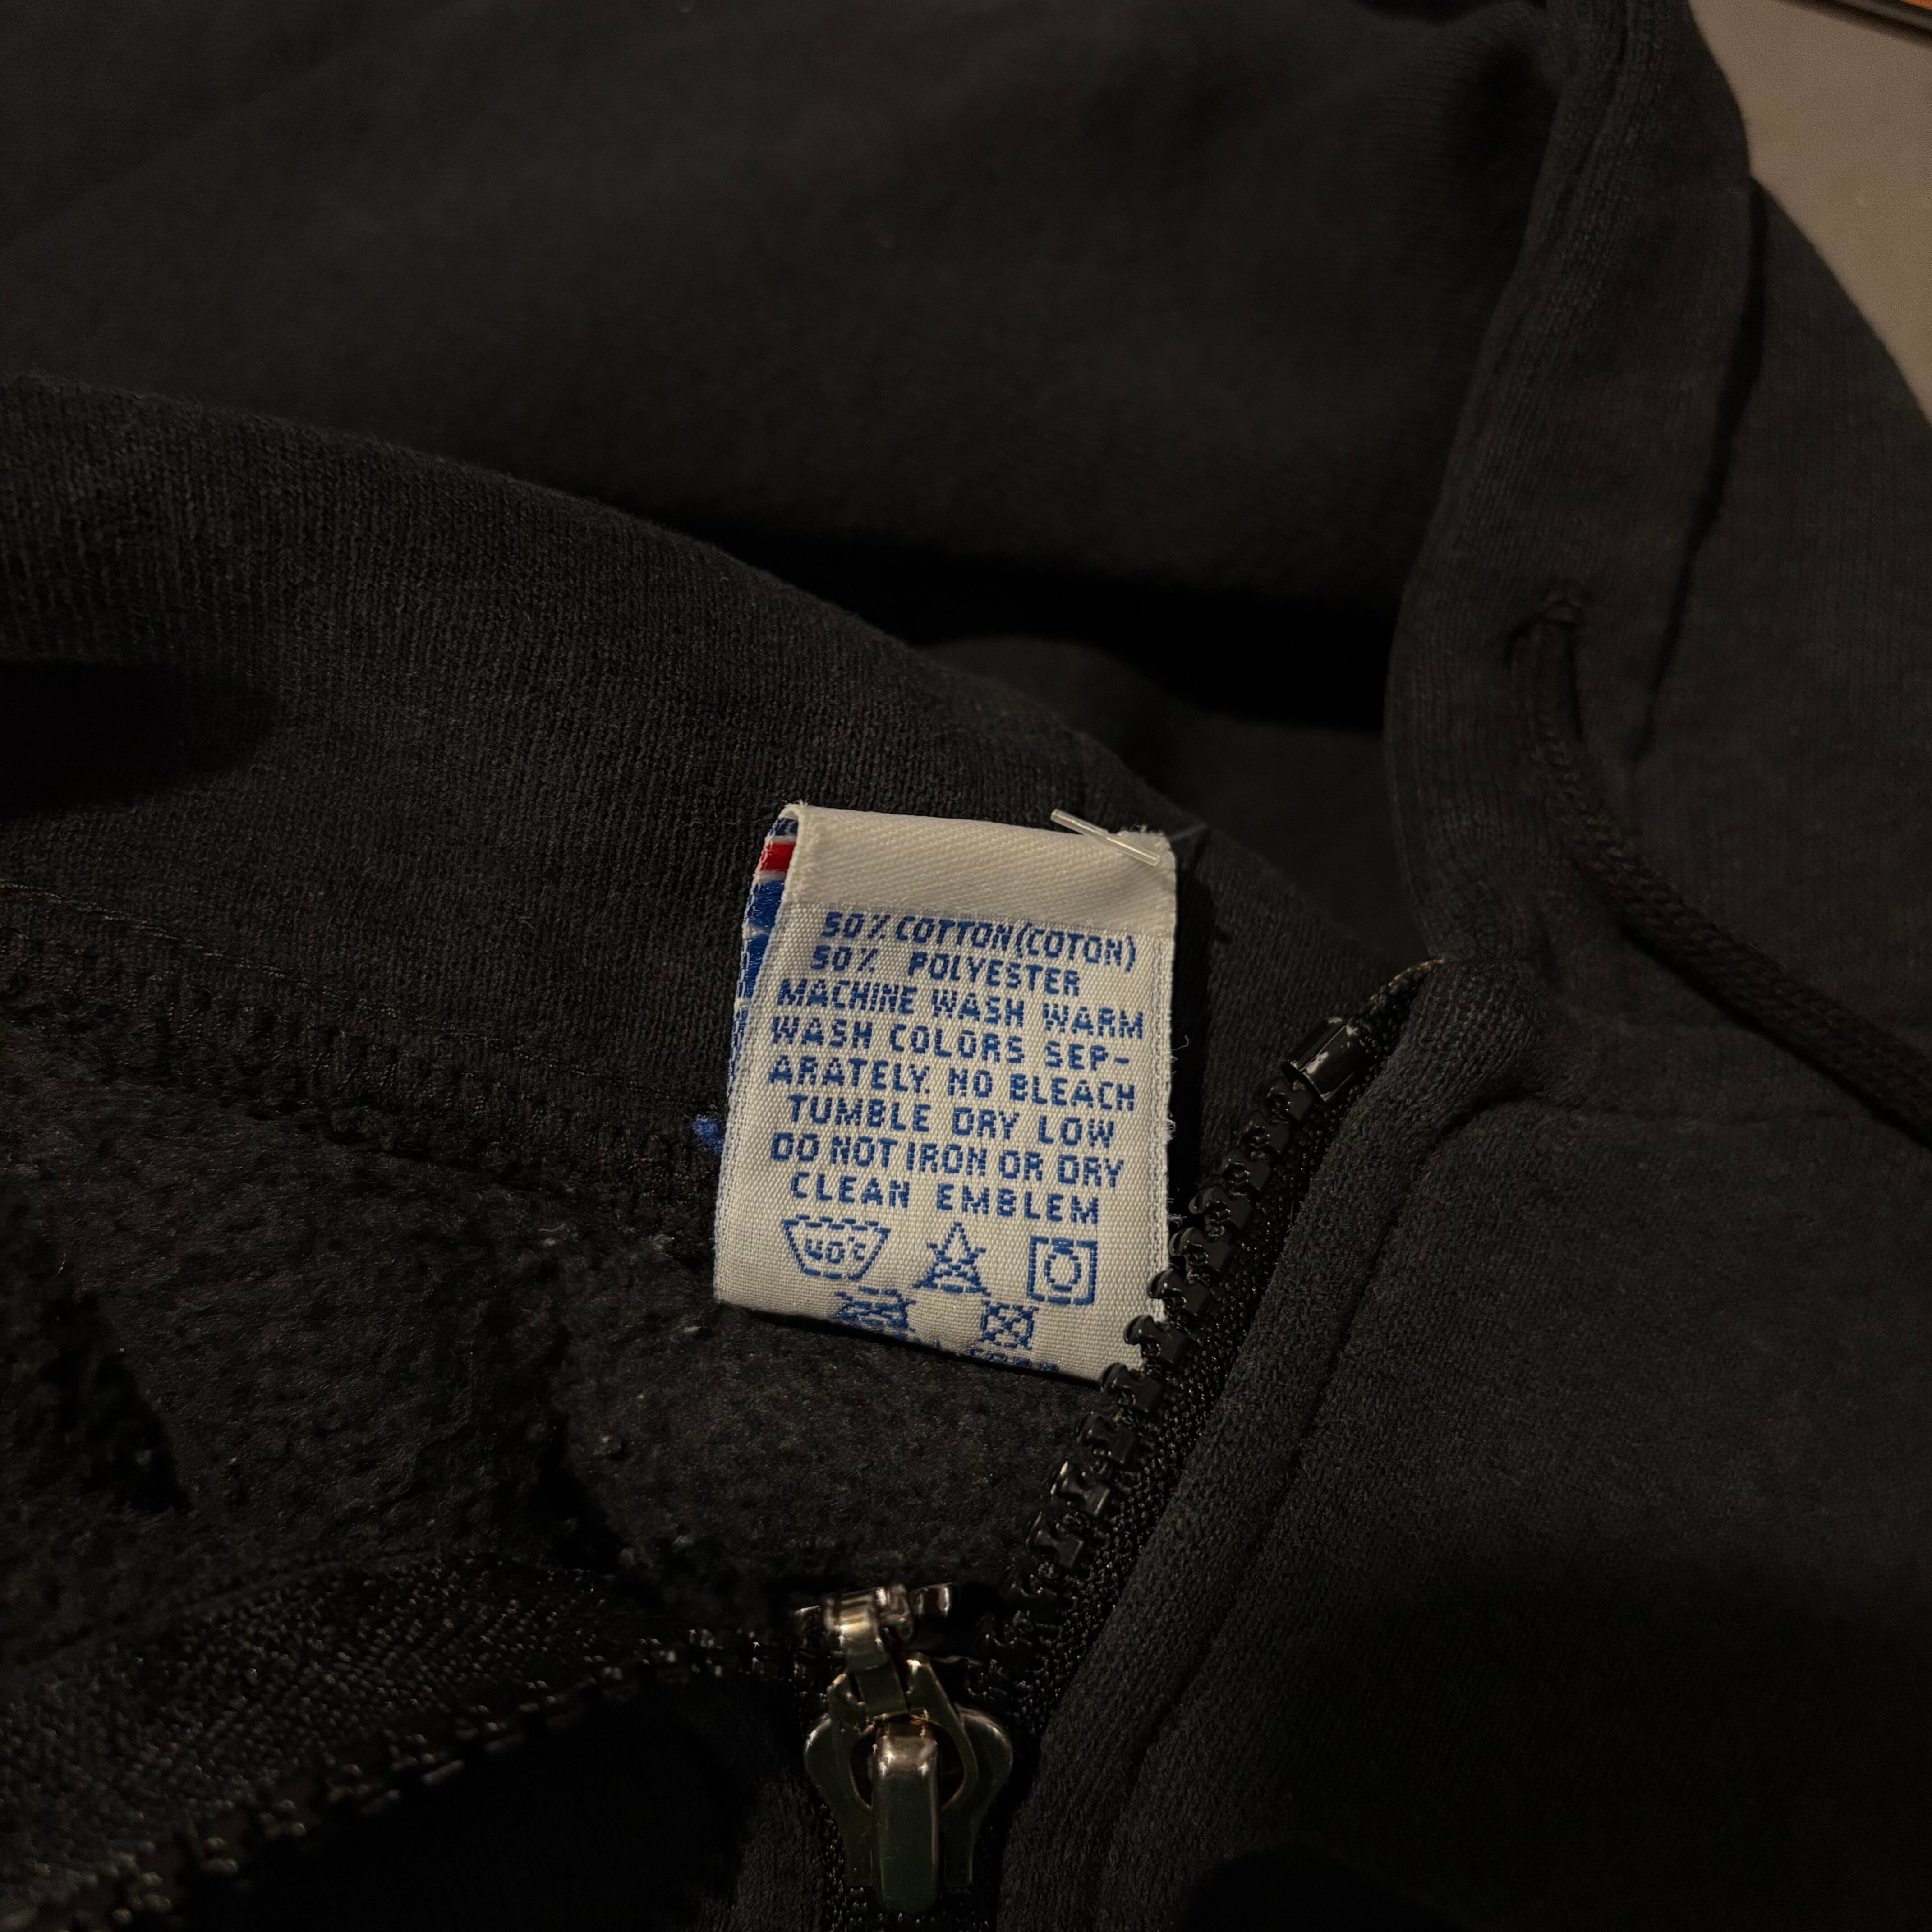 50% COTTON (COTON)
50% POLYESTER
MACHINE WASH WARM
WASH COLORS SEP-
ARATELY. NO BLEACH
TUMBLE DRY LOW
DO NOT IRON OR DRY
CLEAN EMBLEM
40°C